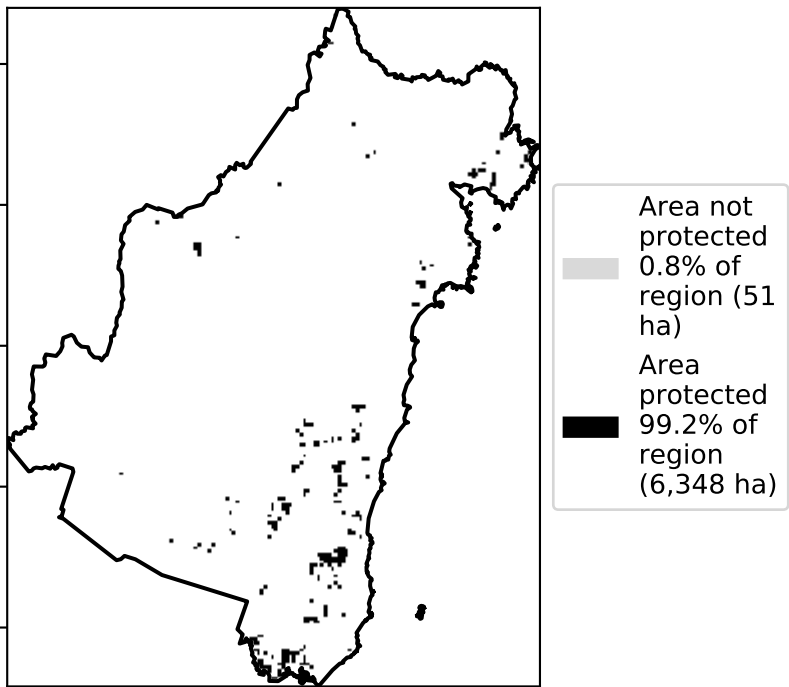 Area not
protected
0.8% of
region (51
ha)
Area
protected
99.2% of
region
(6,348 ha)